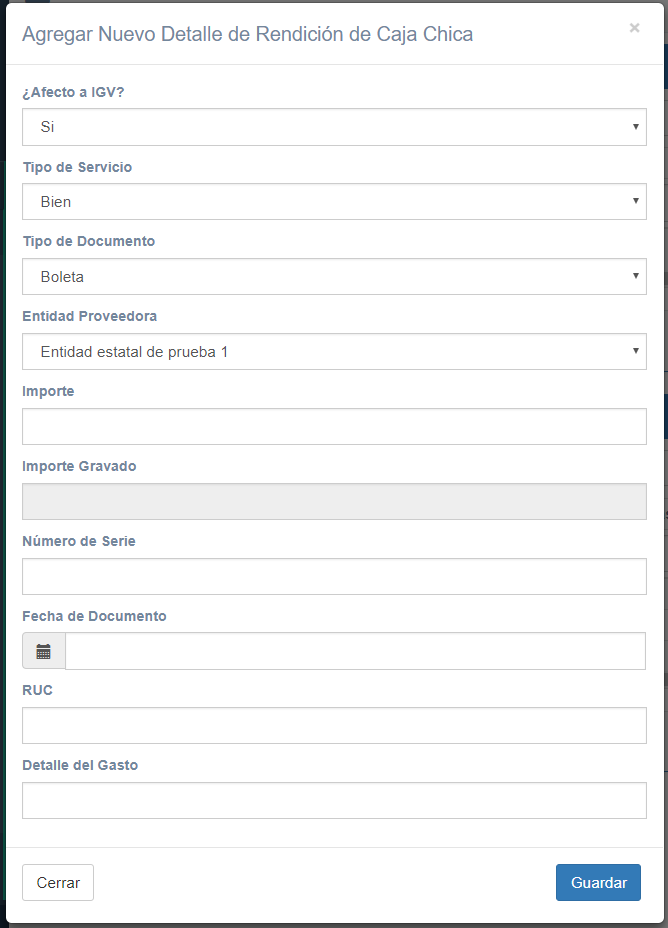 Agregar Nuevo Detalle de Rendición de Caja Chica ×
¿Afecto a IGV?
Si
Tipo de Servicio
Bien
Tipo de Documento
Boleta
Entidad Proveedora
Entidad estatal de prueba 1
Importe
Importe Gravado
Número de Serie
Fecha de Documento
RUC
Detalle del Gasto
Cerrar Guardar